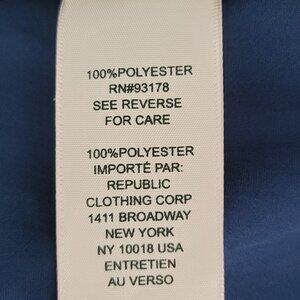 100%POLYESTER
RN#93178
SEE REVERSE
FOR CARE
100%POLYESTER
IMPORTÉ PAR:
REPUBLIC
CLOTHING CORP
1411 BROADWAY
NEW YORK
NY 10018 USA
ENTRETIEN
AU VERSO